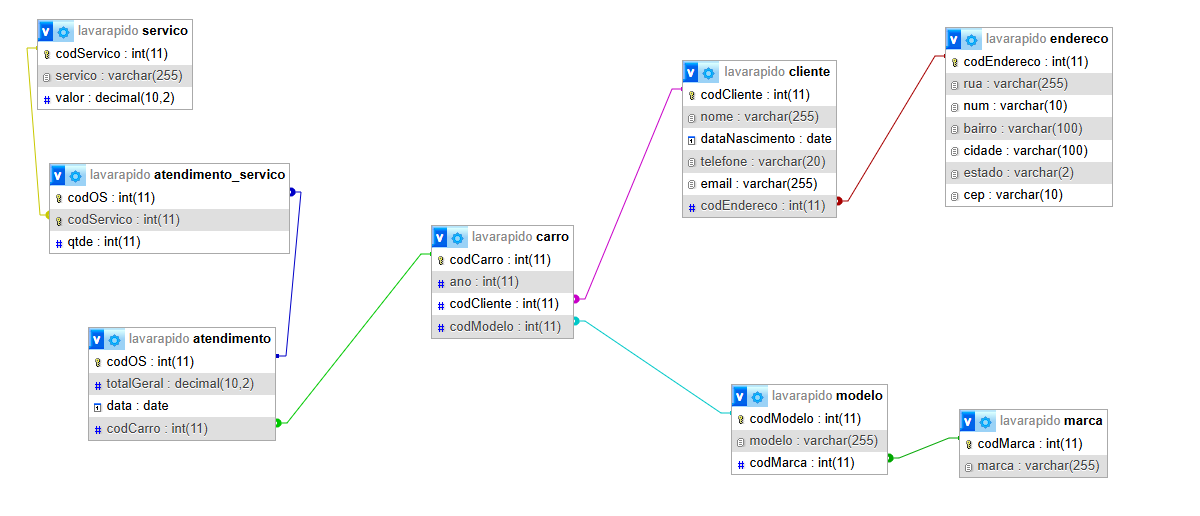 lavarapido servico
codServico : int(11)
servico : varchar(255)
valor : decimal(10,2)
lavarapido atendimento_servico
codOS : int(11)
codServico : int(11)
qtde : int(11)
lavarapido atendimento
codOS : int(11)
totalGeral : decimal(10,2)
data : date
codCarro : int(11)
lavarapido carro
codCarro : int(11)
ano : int(11)
codCliente : int(11)
codModelo : int(11)
lavarapido cliente
codCliente : int(11)
nome : varchar(255)
dataNascimento : date
telefone : varchar(20)
email : varchar(255)
codEndereco : int(11)
lavarapido endereco
codEndereco : int(11)
rua : varchar(255)
num : varchar(10)
bairro : varchar(100)
cidade : varchar(100)
estado : varchar(2)
cep : varchar(10)
lavarapido modelo
codModelo : int(11)
modelo : varchar(255)
codMarca : int(11)
lavarapido marca
codMarca : int(11)
marca : varchar(255)